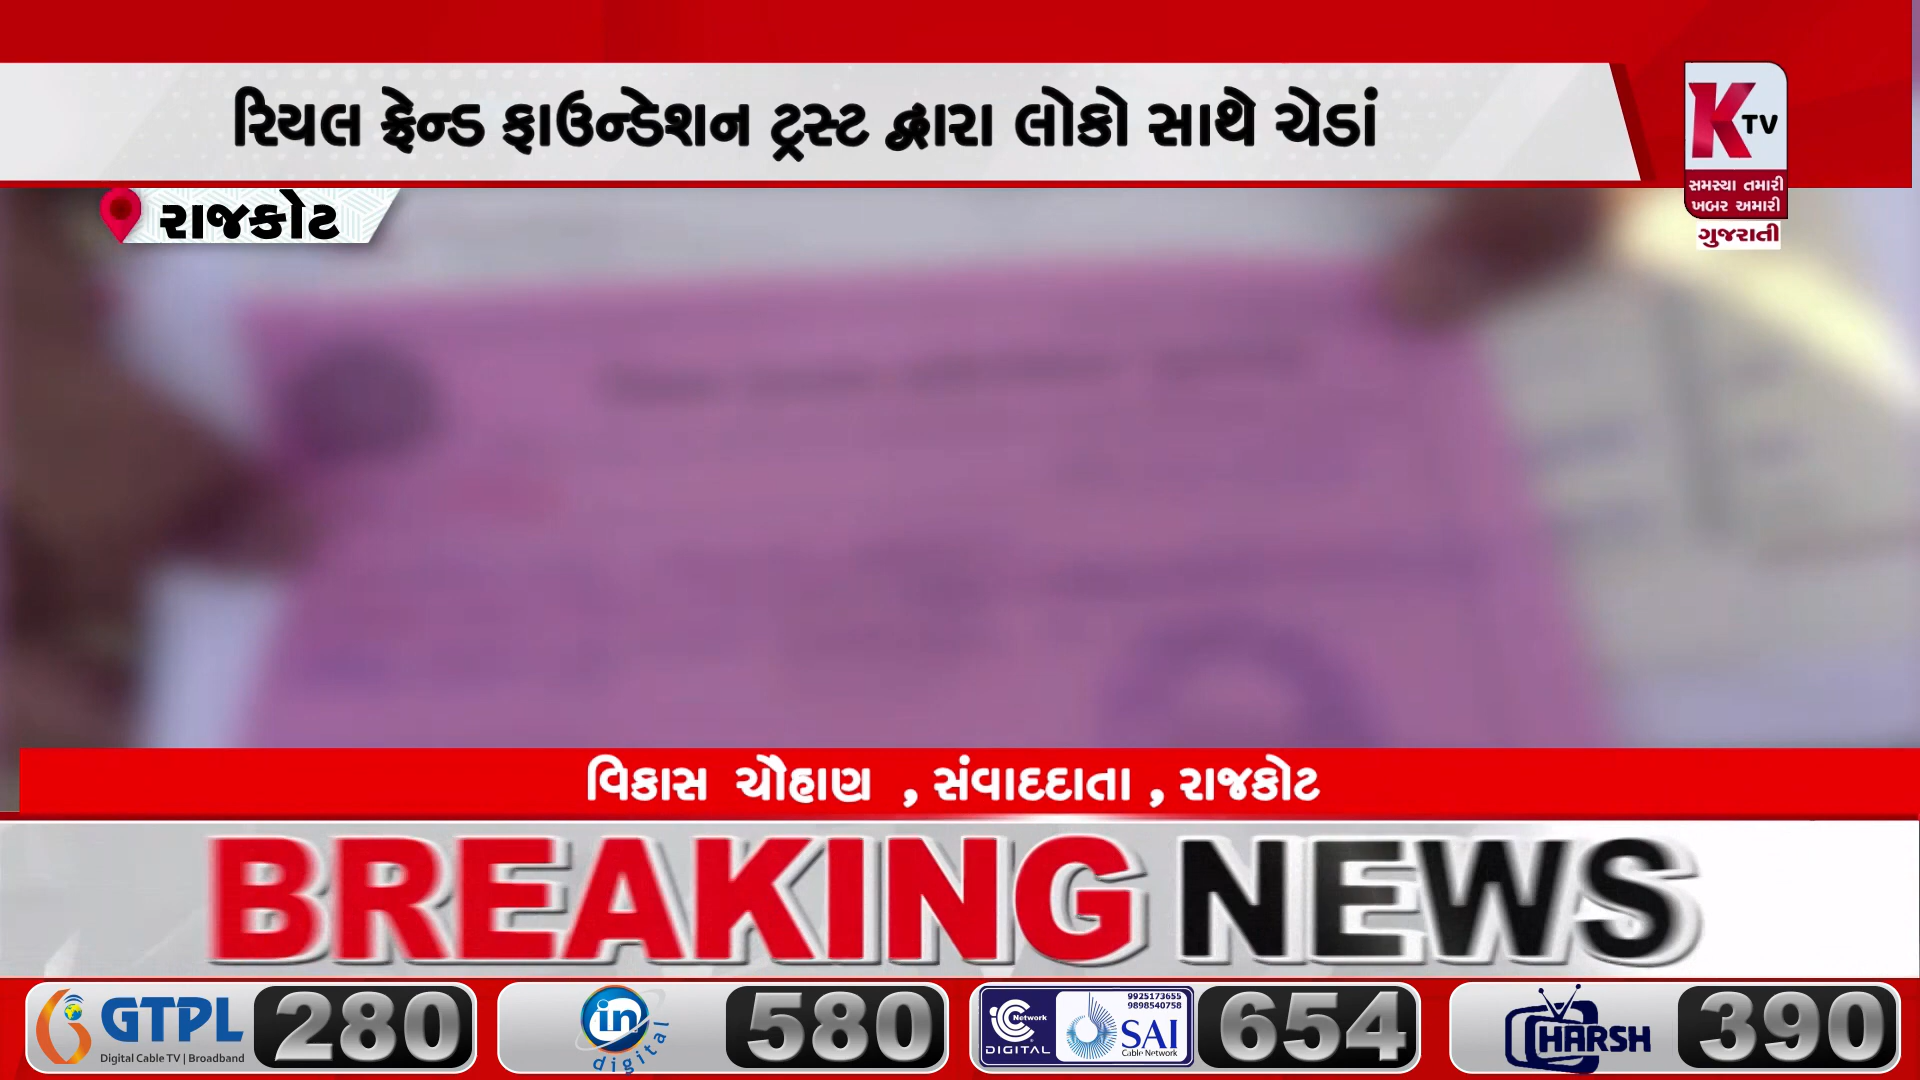 રિયલ ફ્રેન્ડ ફાઉન્ડેશન ટ્રસ્ટ દ્વારા લોકો સાથે ચેડાં
K TV
સમસ્યા તમારી
ખબર અમારી
ગુજરાતી
રાજકોટ
વિકાસ ચૌહાણ , સંવાદદાતા , રાજકોટ
BREAKING NEWS
GTPL
Digital Cable TV | Broadband
280
in
digital
580
C Network
DIGITAL
9925173655
9898540758
SAI
Cable Network
654
HARSH
390